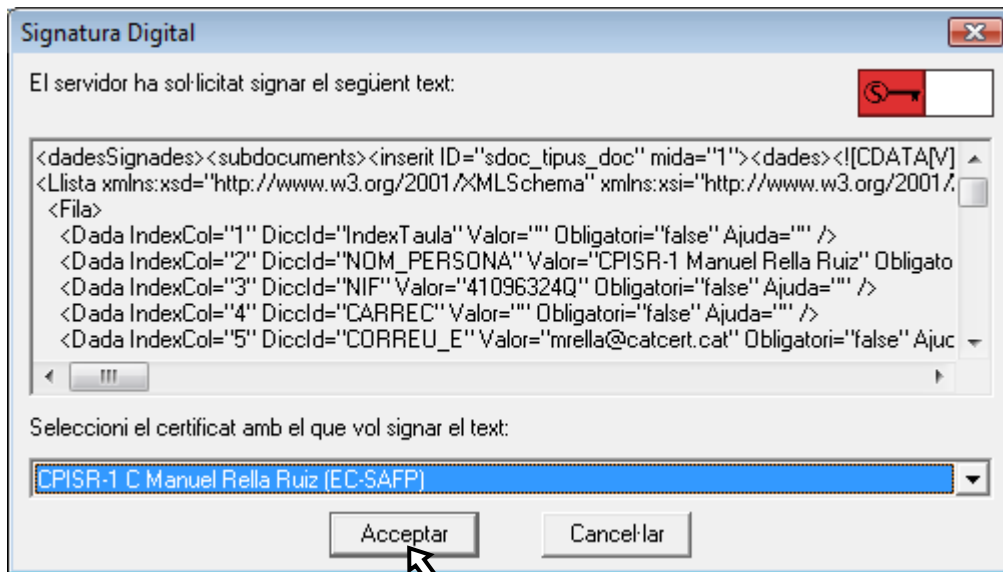 Signatura Digital
El servidor ha sol·licitat signar el següent text:
<dadesSignades><subdocuments><inserit ID="sdoc_tipus_doc" mida="1"><dades><![CDATA[V]
<Llista xmlns:xsd="http://www.w3.org/2001/XMLSchema" xmlns:xsi="http://www.w3.org/2001/
<Fila>
<Dada IndexCol="1" DiccId="IndexTaula" Valor="" Obligatori="false" Ajuda="" />
<Dada IndexCol="2" DiccId="NOM_PERSONA" Valor="CPISR-1 Manuel Rella Ruiz" Obligato
<Dada IndexCol="3" DiccId="NIF" Valor="41096324Q" Obligatori="false" Ajuda="" />
<Dada IndexCol="4" DiccId="CARREC" Valor="" Obligatori="false" Ajuda="" />
<Dada IndexCol="5" DiccId="CORREU_E" Valor="mrella@catcert.cat" Obligatori="false" Ajuc
Seleccioni el certificat amb el que vol signar el text:
CPISR-1 C Manuel Rella Ruiz (EC-SAFP)
Acceptar
Cancel·lar